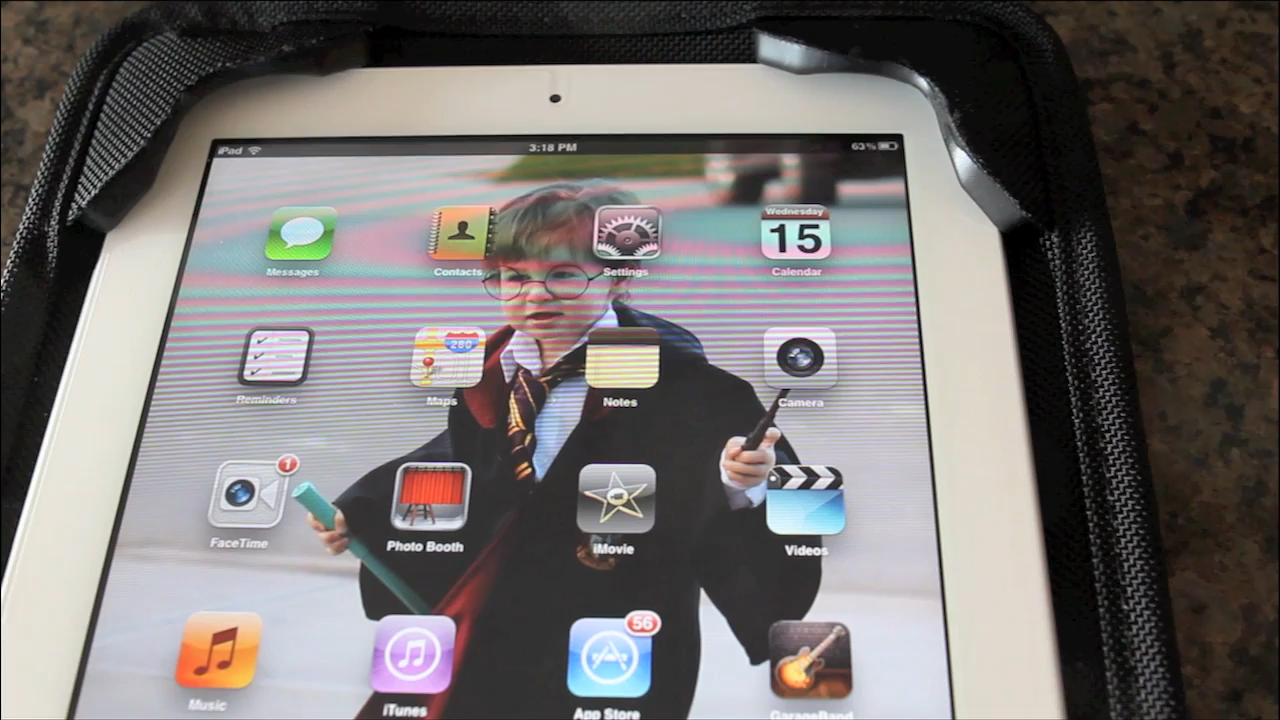 iPad 3:18 PM 63%
Wednesday
15
Messages Contacts Settings Calendar
280
Reminders Maps Notes Camera
1
FaceTime Photo Booth iMovie Videos
56
Music iTunes App Store GarageBand